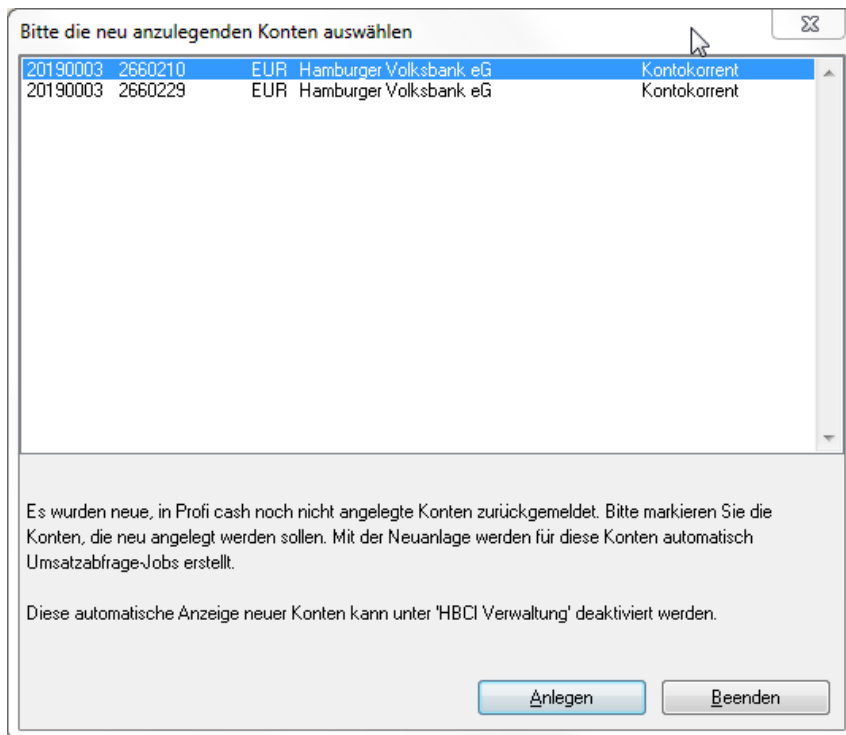 Bitte die neu anzulegenden Konten auswählen
20190003 2660210 EUR Hamburger Volksbank eG Kontokorrent
20190003 2660229 EUR Hamburger Volksbank eG Kontokorrent
Es wurden neue, in Profi cash noch nicht angelegte Konten zurückgemeldet. Bitte markieren Sie die
Konten, die neu angelegt werden sollen. Mit der Neuanlage werden für diese Konten automatisch
Umsatzabfrage-Jobs erstellt.
Diese automatische Anzeige neuer Konten kann unter 'HBCI Verwaltung' deaktiviert werden.
Anlegen Beenden